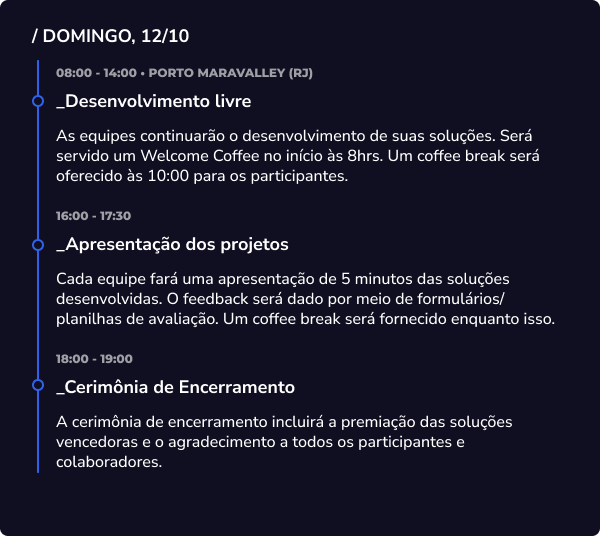 / DOMINGO, 12/10
08:00 - 14:00 • PORTO MARAVALLEY (RJ)
_Desenvolvimento livre
As equipes continuarão o desenvolvimento de suas soluções. Será
servido um Welcome Coffee no início às 8hrs. Um coffee break será
oferecido às 10:00 para os participantes.
16:00 - 17:30
_Apresentação dos projetos
Cada equipe fará uma apresentação de 5 minutos das soluções
desenvolvidas. O feedback será dado por meio de formulários/
planilhas de avaliação. Um coffee break será fornecido enquanto isso.
18:00 - 19:00
_Cerimônia de Encerramento
A cerimônia de encerramento incluirá a premiação das soluções
vencedoras e o agradecimento a todos os participantes e
colaboradores.